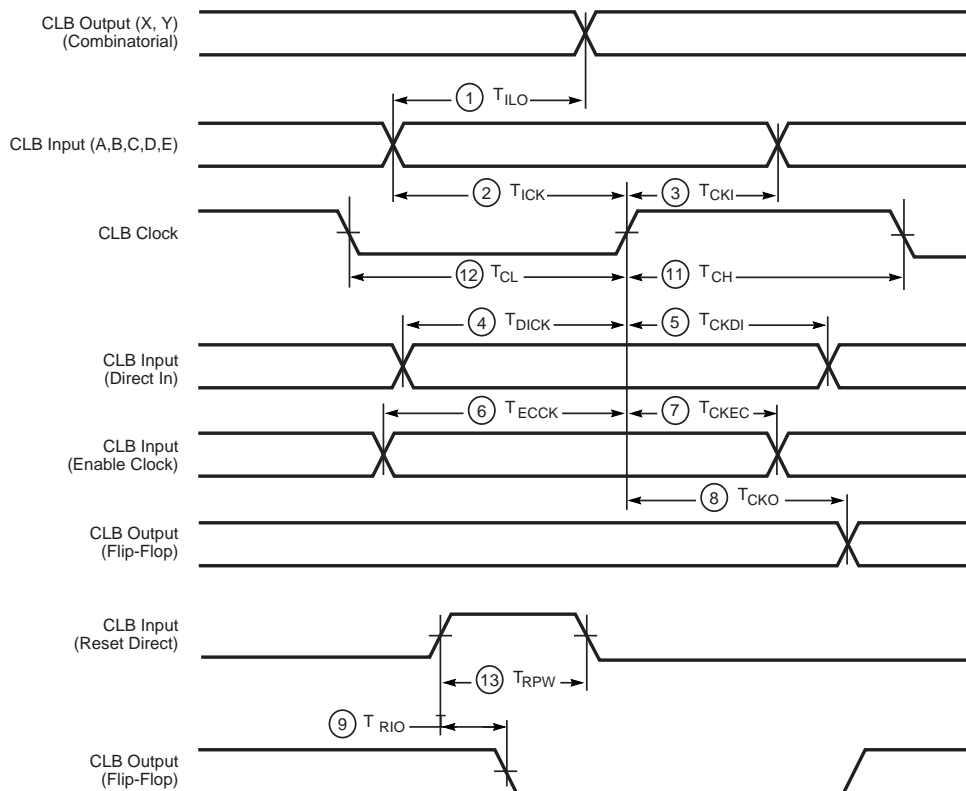 CLB Output (X, Y)
(Combinatorial)
1 TILO
CLB Input (A,B,C,D,E)
2 TICK
3 TCKI
CLB Clock
12 TCL
11 TCH
4 TDICK
5 TCKDI
CLB Input
(Direct In)
6 TECCK
7 TCKEC
CLB Input
(Enable Clock)
8 TCKO
CLB Output
(Flip-Flop)
CLB Input
(Reset Direct)
13 TRPW
9 T RIO
T
CLB Output
(Flip-Flop)